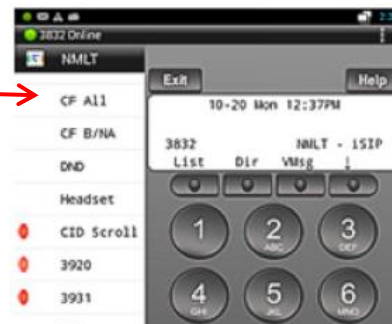 3832 Online
NMLT
Exit
Help
CF All
10-20 Mon 12:37PM
CF B/NA
3832 NMLT - iSIP
DND
List Dir VMsg
Headset
CID Scroll
1
2
ABC
3
DEF
3920
3931
4
GHI
5
JKL
6
MNO